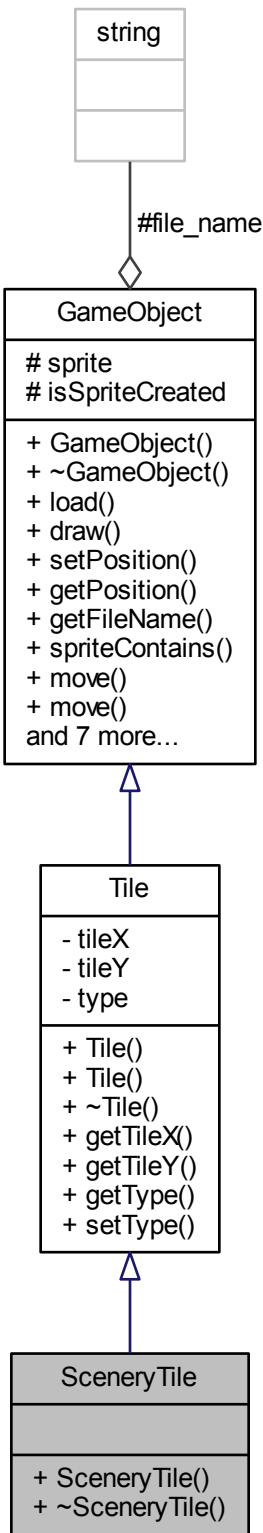 string
#file_name
GameObject
# sprite
# isSpriteCreated
+ GameObject()
+ ~GameObject()
+ load()
+ draw()
+ setPosition()
+ getPosition()
+ getFileName()
+ spriteContains()
+ move()
+ move()
and 7 more...
Tile
- tileX
- tileY
- type
+ Tile()
+ Tile()
+ ~Tile()
+ getTileX()
+ getTileY()
+ getType()
+ setType()
SceneryTile
+ SceneryTile()
+ ~SceneryTile()